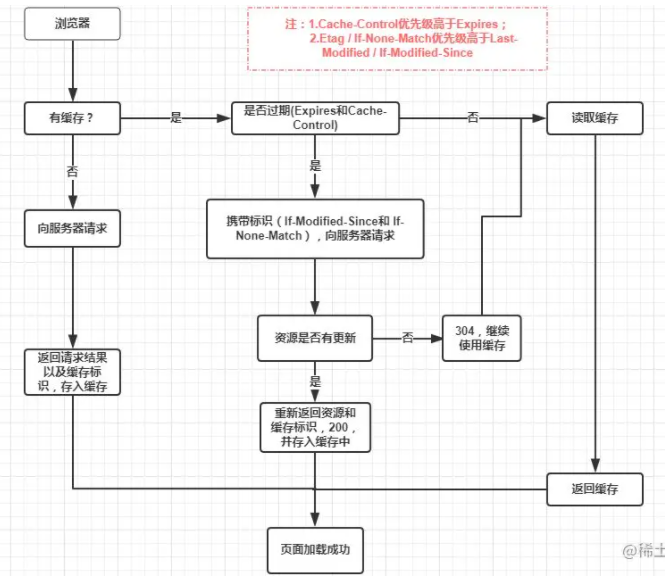 浏览器
注：1.Cache-Control优先级高于Expires；
2.Etag / If-None-Match优先级高于Last-
Modified / If-Modified-Since
有缓存？
是
是否过期(Expires和Cache-
Control)
否
读取缓存
否
是
向服务器请求
携带标识（If-Modified-Since和 If-
None-Match），向服务器请求
资源是否有更新
否
304，继续
使用缓存
返回请求结果
以及缓存标
识，存入缓存
是
重新返回资源和
缓存标识，200，
并存入缓存中
返回缓存
页面加载成功
@稀土